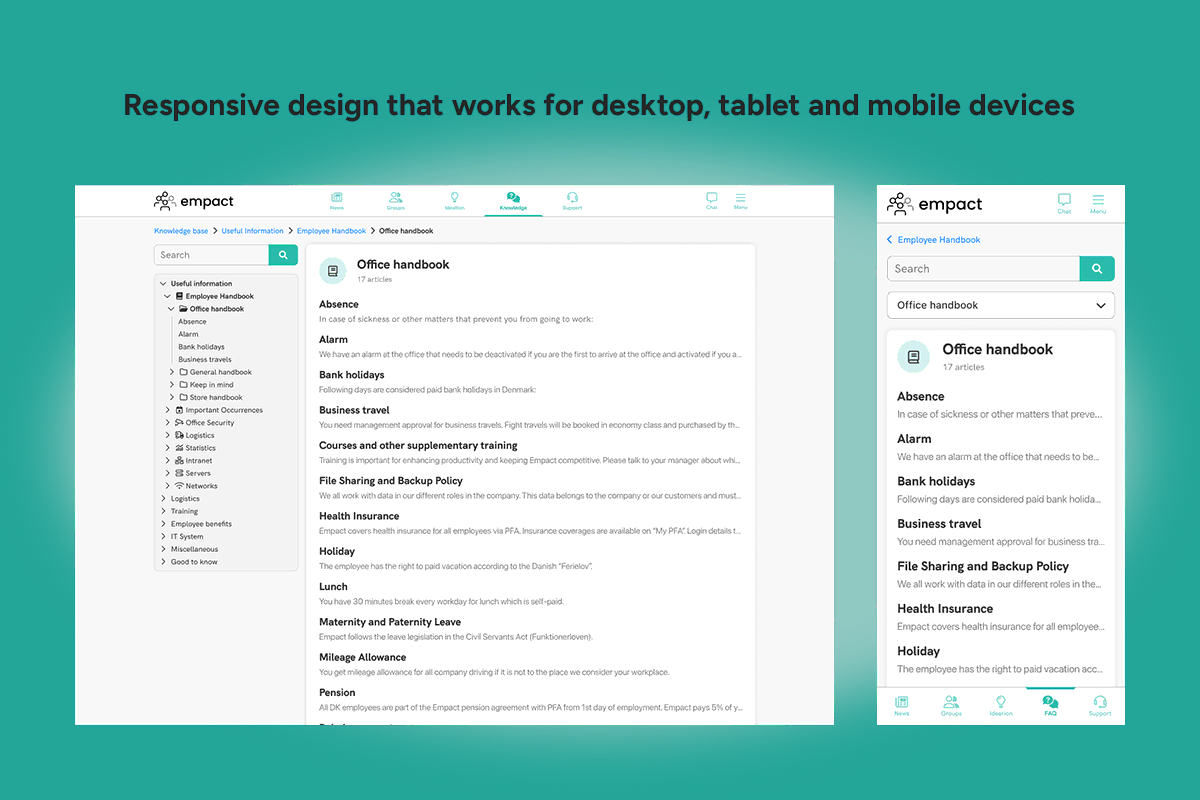 Responsive design that works for desktop, tablet and mobile devices
empact
News
Groups
Ideation
Knowledge
Support
Chat
Menu
Knowledge base > Useful Information > Employee Handbook > Office handbook
Search
Useful information
Employee Handbook
Office handbook
Absence
Alarm
Bank holidays
Business travels
General handbook
Keep in mind
Store handbook
Important Occurrences
Office Security
Logistics
Statistics
Intranet
Servers
Networks
Logistics
Training
Employee benefits
IT System
Miscellaneous
Good to know
Office handbook
17 articles
Absence
In case of sickness or other matters that prevent you from going to work:
Alarm
We have an alarm at the office that needs to be deactivated if you are the first to arrive at the office and activated if you a...
Bank holidays
Following days are considered paid bank holidays in Denmark:
Business travel
You need management approval for business travels. Fight travels will be booked in economy class and purchased by th...
Courses and other supplementary training
Training is important for enhancing productivity and keeping Empact competitive. Please talk to your manager about whi...
File Sharing and Backup Policy
We all work with data in our different roles in the company. This data belongs to the company or our customers and must...
Health Insurance
Empact covers health insurance for all employees via PFA. Insurance coverages are available on "My PFA". Login details t...
Holiday
The employee has the right to paid vacation according to the Danish "Ferielov".
Lunch
You have 30 minutes break every workday for lunch which is self-paid.
Maternity and Paternity Leave
Empact follows the leave legislation in the Civil Servants Act (Funktionerloven).
Mileage Allowance
You get mileage allowance for all company driving if it is not to the place we consider your workplace.
Pension
All DK employees are part of the Empact pension agreement with PFA from 1st day of employment. Empact pays 5% of y...
empact
Chat
Menu
Employee Handbook
Search
Office handbook
Office handbook
17 articles
Absence
In case of sickness or other matters that preve...
Alarm
We have an alarm at the office that needs to be...
Bank holidays
Following days are considered paid bank holida...
Business travel
You need management approval for business tra...
File Sharing and Backup Policy
We all work with data in our different roles in the...
Health Insurance
Empact covers health insurance for all employee...
Holiday
The employee has the right to paid vacation acc...
News
Groups
Ideation
FAQ
Support